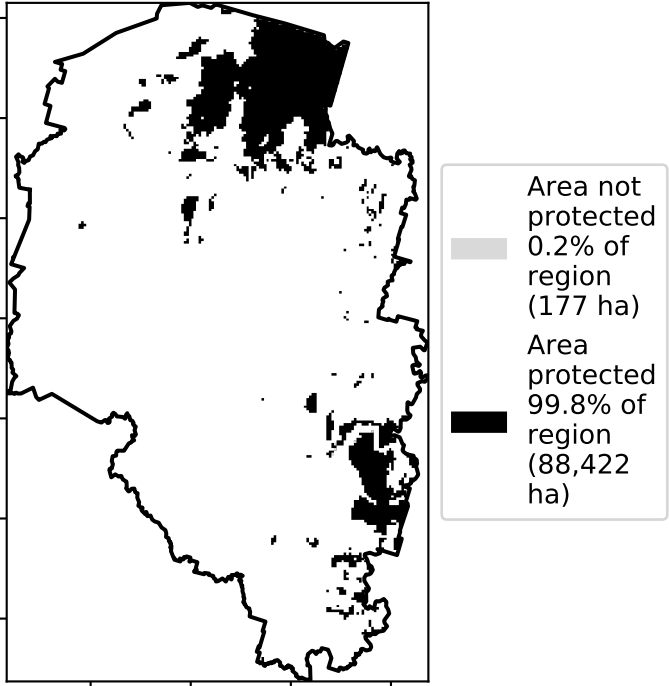 Area not
protected
0.2% of
region
(177 ha)
Area
protected
99.8% of
region
(88,422
ha)